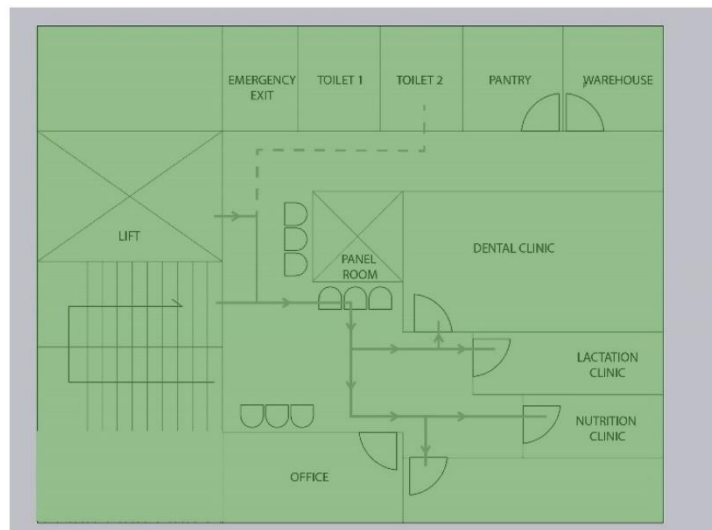 EMERGENCY
EXIT
TOILET 1
TOILET 2
PANTRY
WAREHOUSE
LIFT
PANEL
ROOM
DENTAL CLINIC
LACTATION
CLINIC
NUTRITION
CLINIC
OFFICE